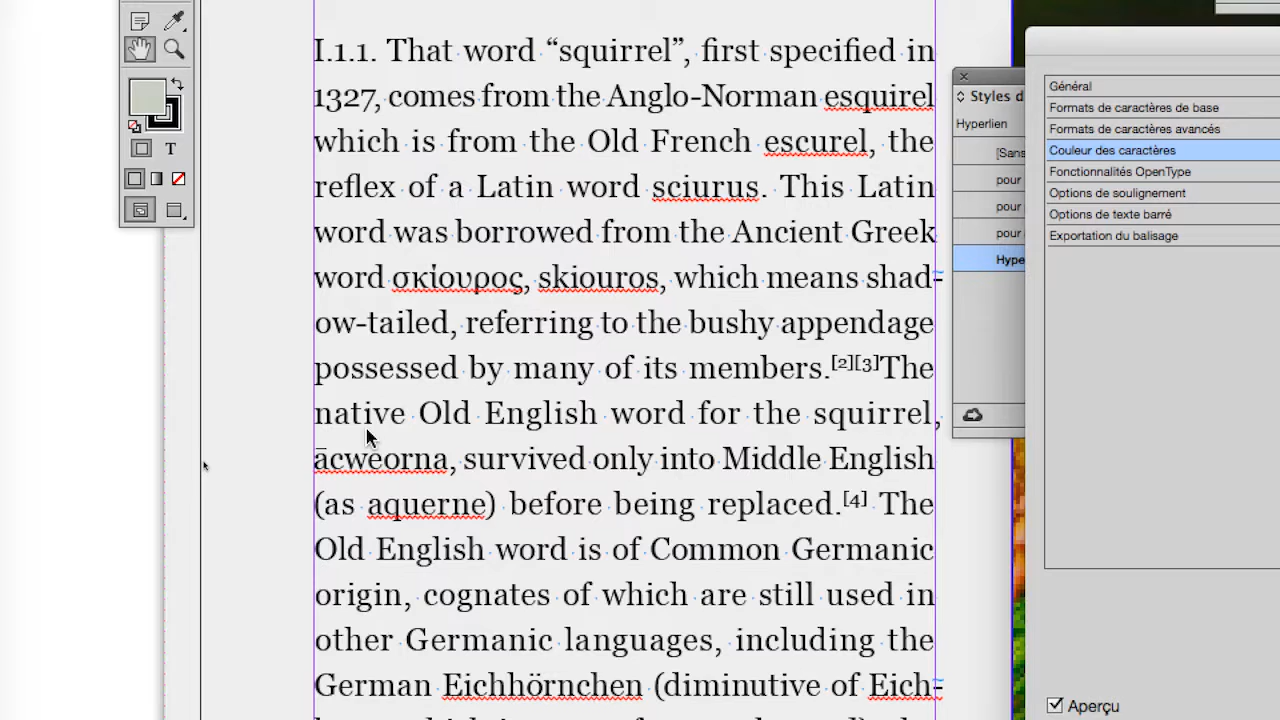 I.1.1. That word “squirrel”, first specified in
1327, comes from the Anglo-Norman esquirel
which is from the Old French escurel, the
reflex of a Latin word sciurus. This Latin
word was borrowed from the Ancient Greek
word σκίουρος, skiouros, which means shad-
ow-tailed, referring to the bushy appendage
possessed by many of its members.[2][3]The
native Old English word for the squirrel,
ācweorna, survived only into Middle English
(as aquerne) before being replaced.[4] The
Old English word is of Common Germanic
origin, cognates of which are still used in
other Germanic languages, including the
German Eichhörnchen (diminutive of Eich-
T
Styles d
Hyperlien
[Sans
pour
pour
pour
Hype
Général
Formats de caractères de base
Formats de caractères avancés
Couleur des caractères
Fonctionnalités OpenType
Options de soulignement
Options de texte barré
Exportation du balisage
Aperçu